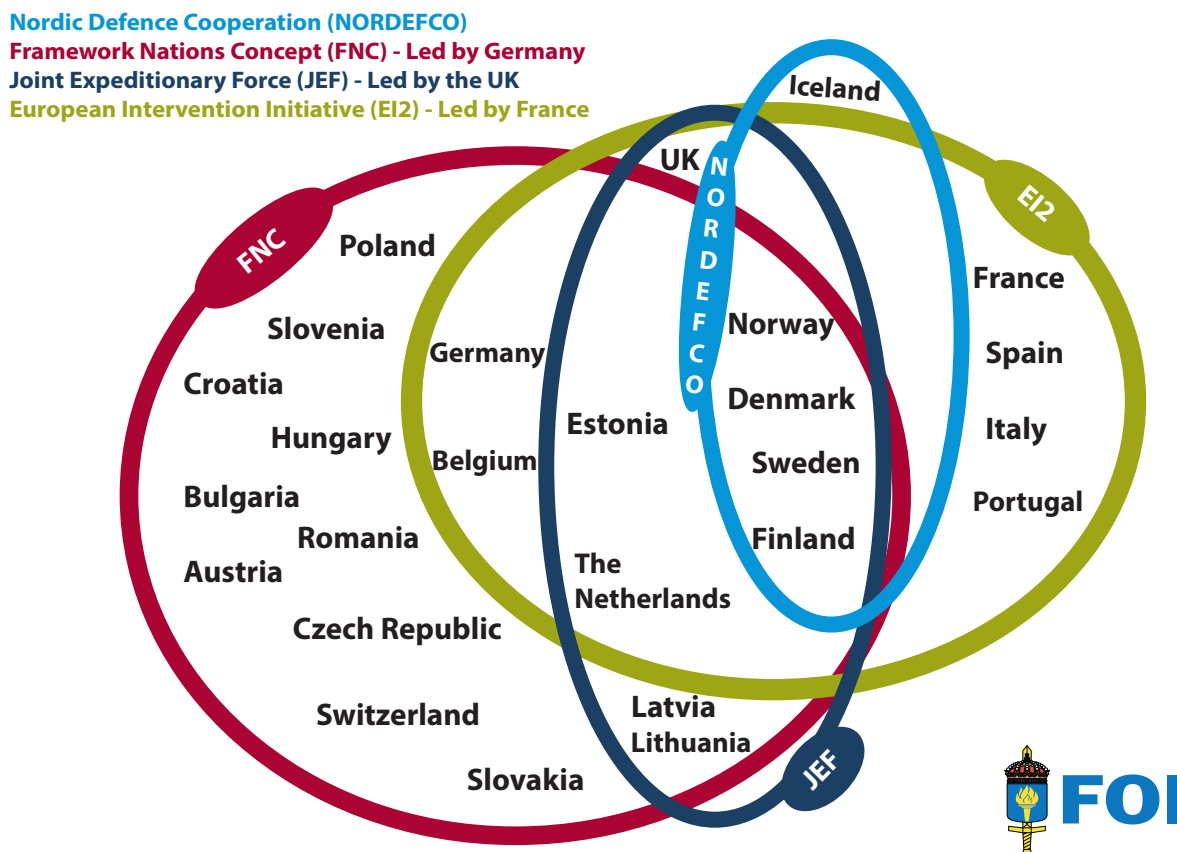 Nordic Defence Cooperation (NORDEFCO)
Framework Nations Concept (FNC) - Led by Germany
Joint Expeditionary Force (JEF) - Led by the UK
European Intervention Initiative (EI2) - Led by France
Iceland
UK
NORDEFCO
EI2
FNC
Poland
France
Slovenia
Norway
Germany
Spain
Croatia
Denmark
Estonia
Hungary
Italy
Belgium
Sweden
Bulgaria
Portugal
Romania
Finland
Austria
The
Netherlands
Czech Republic
Switzerland
Latvia
Lithuania
Slovakia
JEF
FOI